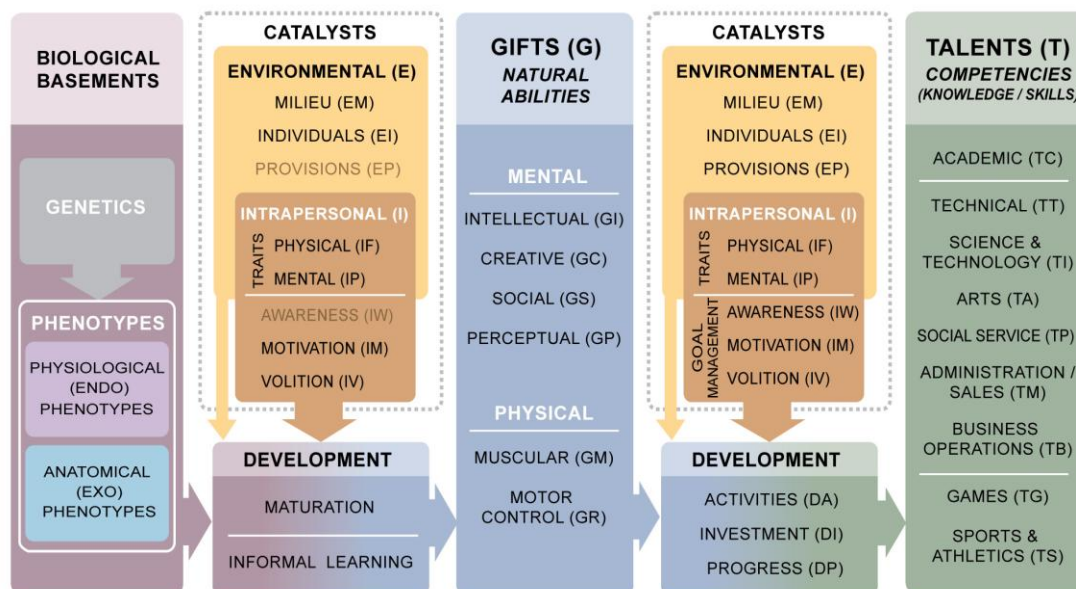 BIOLOGICAL
BASEMENTS
GENETICS
PHENOTYPES
PHYSIOLOGICAL
(ENDO)
PHENOTYPES
ANATOMICAL
(EXO)
PHENOTYPES
CATALYSTS
ENVIRONMENTAL (E)
MILIEU (EM)
INDIVIDUALS (EI)
PROVISIONS (EP)
INTRAPERSONAL (I)
TRAITS
PHYSICAL (IF)
MENTAL (IP)
AWARENESS (IW)
MOTIVATION (IM)
VOLITION (IV)
DEVELOPMENT
MATURATION
INFORMAL LEARNING
GIFTS (G)
NATURAL
ABILITIES
MENTAL
INTELLECTUAL (GI)
CREATIVE (GC)
SOCIAL (GS)
PERCEPTUAL (GP)
PHYSICAL
MUSCULAR (GM)
MOTOR
CONTROL (GR)
CATALYSTS
ENVIRONMENTAL (E)
MILIEU (EM)
INDIVIDUALS (EI)
PROVISIONS (EP)
INTRAPERSONAL (I)
TRAITS
PHYSICAL (IF)
MENTAL (IP)
GOAL
MANAGEMENT
AWARENESS (IW)
MOTIVATION (IM)
VOLITION (IV)
DEVELOPMENT
ACTIVITIES (DA)
INVESTMENT (DI)
PROGRESS (DP)
TALENTS (T)
COMPETENCIES
(KNOWLEDGE / SKILLS)
ACADEMIC (TC)
TECHNICAL (TT)
SCIENCE &
TECHNOLOGY (TI)
ARTS (TA)
SOCIAL SERVICE (TP)
ADMINISTRATION /
SALES (TM)
BUSINESS
OPERATIONS (TB)
GAMES (TG)
SPORTS &
ATHLETICS (TS)